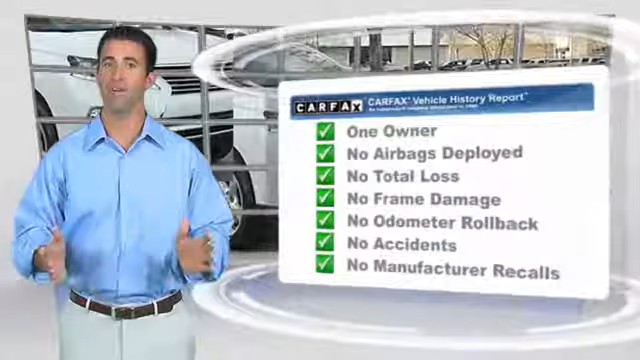 CARFAX CARFAX Vehicle History Report™
One Owner
No Airbags Deployed
No Total Loss
No Frame Damage
No Odometer Rollback
No Accidents
No Manufacturer Recalls